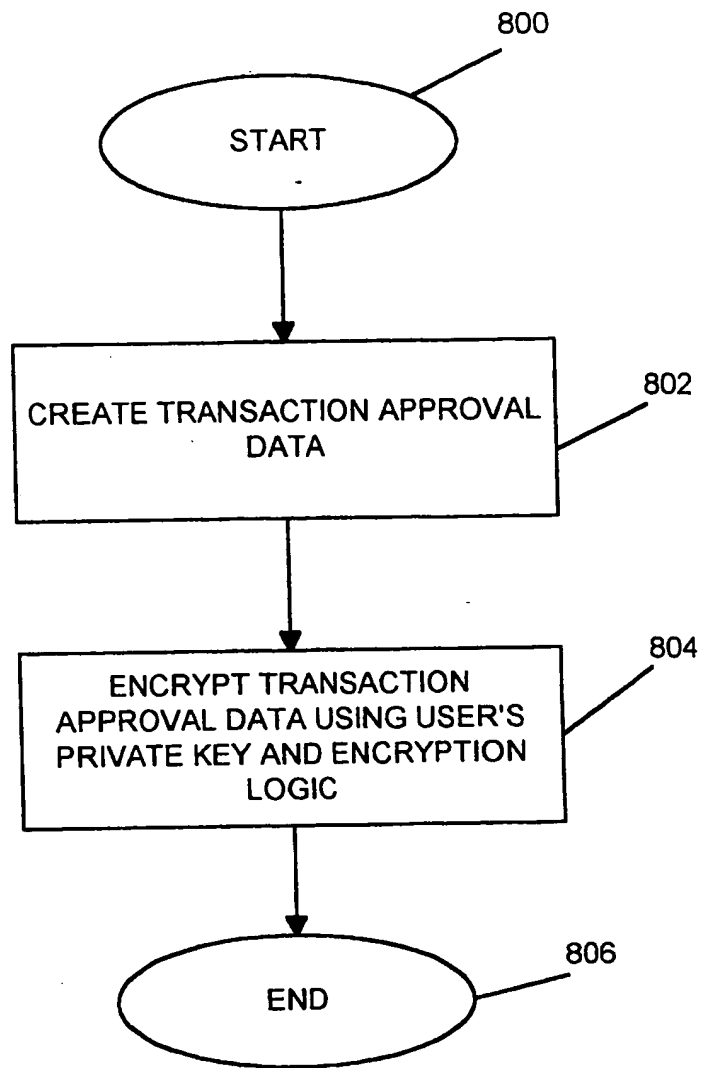 800
START
802
CREATE TRANSACTION APPROVAL
DATA
804
ENCRYPT TRANSACTION
APPROVAL DATA USING USER'S
PRIVATE KEY AND ENCRYPTION
LOGIC
806
END